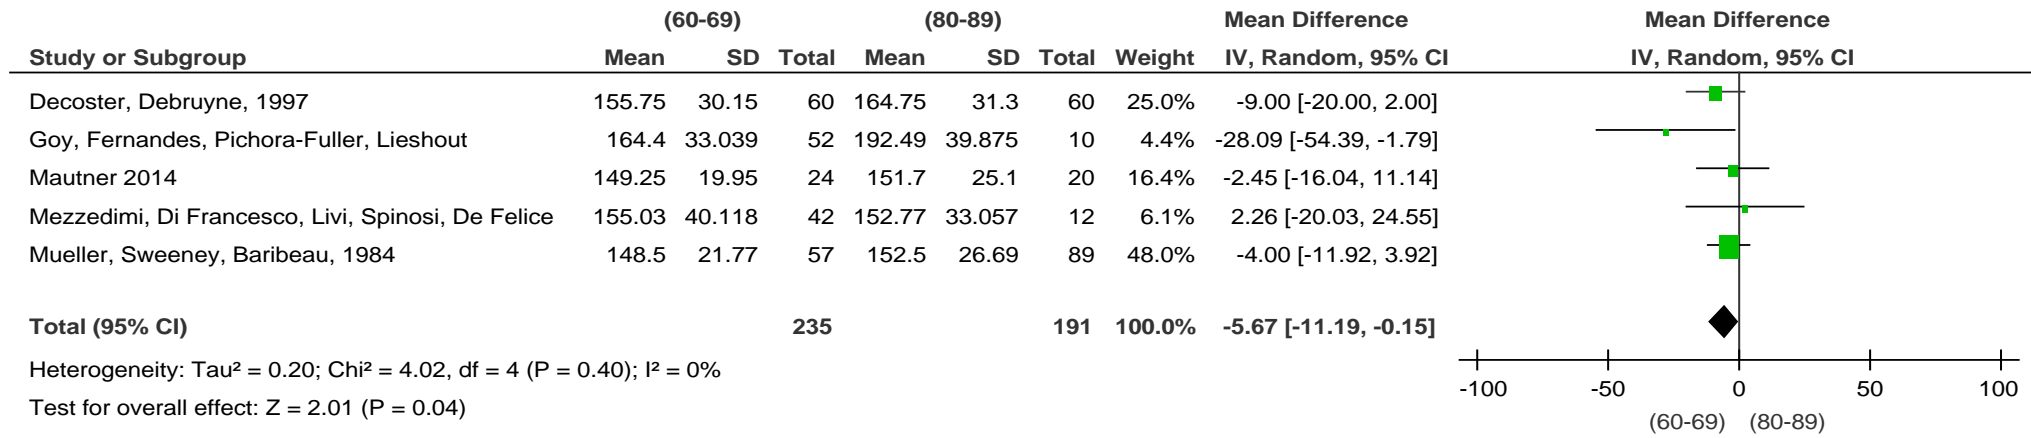 (60-69) (80-89) Mean Difference Mean Difference
Study or Subgroup Mean SD Total Mean SD Total Weight IV, Random, 95% CI IV, Random, 95% CI
Decoster, Debruyne, 1997 155.75 30.15 60 164.75 31.3 60 25.0% -9.00 [-20.00, 2.00]
Goy, Fernandes, Pichora-Fuller, Lieshout 164.4 33.039 52 192.49 39.875 10 4.4% -28.09 [-54.39, -1.79]
Mautner 2014 149.25 19.95 24 151.7 25.1 20 16.4% -2.45 [-16.04, 11.14]
Mezzedimi, Di Francesco, Livi, Spinosi, De Felice 155.03 40.118 42 152.77 33.057 12 6.1% 2.26 [-20.03, 24.55]
Mueller, Sweeney, Baribeau, 1984 148.5 21.77 57 152.5 26.69 89 48.0% -4.00 [-11.92, 3.92]
Total (95% CI) 235 191 100.0% -5.67 [-11.19, -0.15]
Heterogeneity: Tau² = 0.20; Chi² = 4.02, df = 4 (P = 0.40); I² = 0%
Test for overall effect: Z = 2.01 (P = 0.04)
-100 -50 0 50 100
(60-69) (80-89)